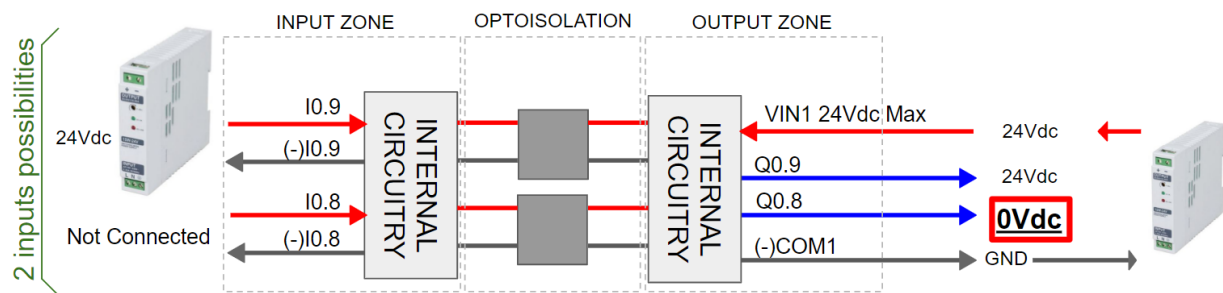 INPUT ZONE
OPTOISOLATION
OUTPUT ZONE
2 inputs possibilities
24Vdc
Not Connected
I0.9
(-)I0.9
I0.8
(-)I0.8
INTERNAL
CIRCUITRY
INTERNAL
CIRCUITRY
VIN1 24Vdc Max
Q0.9
Q0.8
(-)COM1
24Vdc
24Vdc
0Vdc
GND